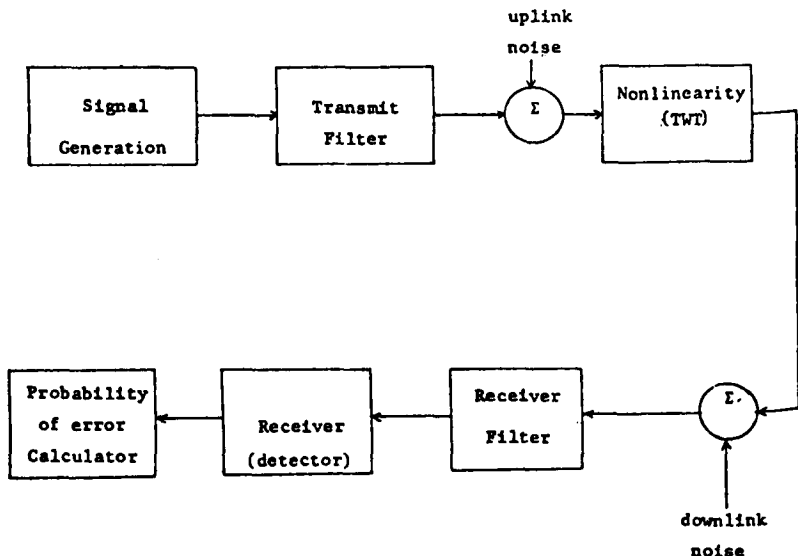 uplink
noise
Signal
Generation
Transmit
Filter
Σ
Nonlinearity
(TWT)
Probability
of error
Calculator
Receiver
(detector)
Receiver
Filter
Σ
downlink
noise